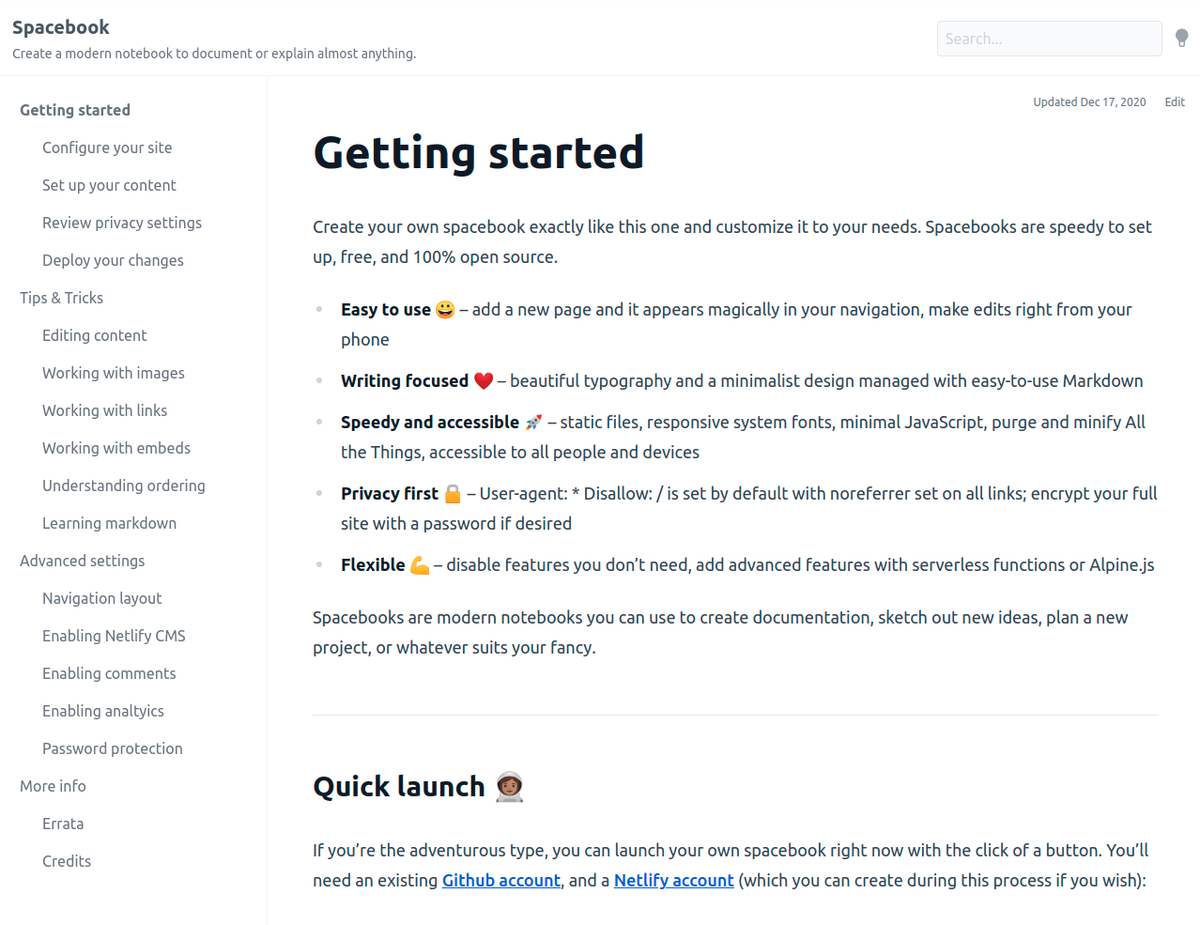 Spacebook
Create a modern notebook to document or explain almost anything.
Search...
Getting started
Configure your site
Set up your content
Review privacy settings
Deploy your changes
Tips & Tricks
Editing content
Working with images
Working with links
Working with embeds
Understanding ordering
Learning markdown
Advanced settings
Navigation layout
Enabling Netlify CMS
Enabling comments
Enabling analtyics
Password protection
More info
Errata
Credits
Updated Dec 17, 2020 Edit
Getting started
Create your own spacebook exactly like this one and customize it to your needs. Spacebooks are speedy to set
up, free, and 100% open source.
Easy to use 😀 – add a new page and it appears magically in your navigation, make edits right from your
phone
Writing focused ❤️ – beautiful typography and a minimalist design managed with easy-to-use Markdown
Speedy and accessible 🚀 – static files, responsive system fonts, minimal JavaScript, purge and minify All
the Things, accessible to all people and devices
Privacy first 🔒 – User-agent: * Disallow: / is set by default with noreferrer set on all links; encrypt your full
site with a password if desired
Flexible 💪 – disable features you don’t need, add advanced features with serverless functions or Alpine.js
Spacebooks are modern notebooks you can use to create documentation, sketch out new ideas, plan a new
project, or whatever suits your fancy.
Quick launch 👩🏽‍🚀
If you’re the adventurous type, you can launch your own spacebook right now with the click of a button. You’ll
need an existing Github account, and a Netlify account (which you can create during this process if you wish):